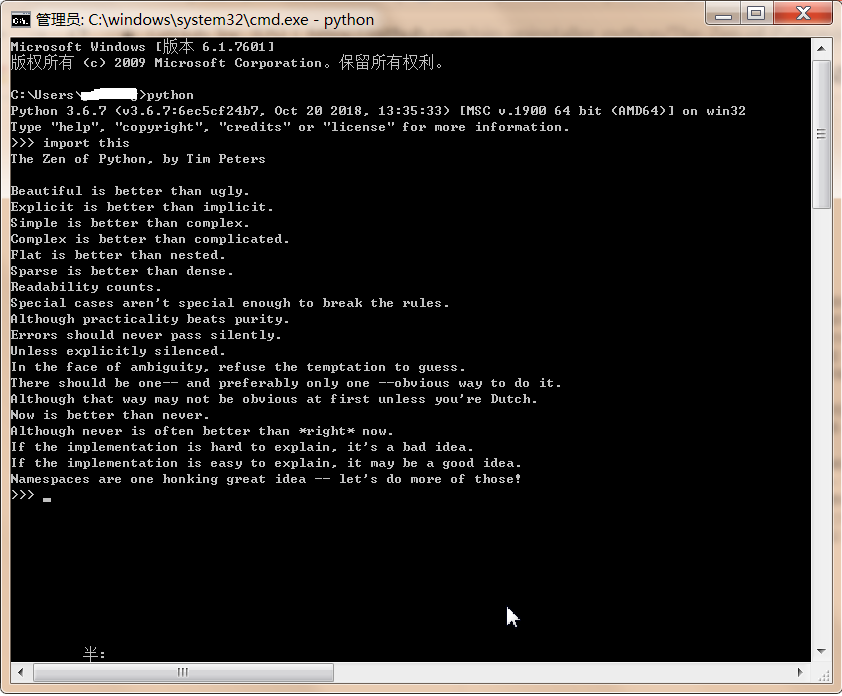 管理员: C:\windows\system32\cmd.exe - python
Microsoft Windows [版本 6.1.7601]
版权所有 (c) 2009 Microsoft Corporation。保留所有权利。
C:\Users\ >python
Python 3.6.7 (v3.6.7:6ec5cf24b7, Oct 20 2018, 13:35:33) [MSC v.1900 64 bit (AMD64)] on win32
Type "help", "copyright", "credits" or "license" for more information.
>>> import this
The Zen of Python, by Tim Peters
Beautiful is better than ugly.
Explicit is better than implicit.
Simple is better than complex.
Complex is better than complicated.
Flat is better than nested.
Sparse is better than dense.
Readability counts.
Special cases aren't special enough to break the rules.
Although practicality beats purity.
Errors should never pass silently.
Unless explicitly silenced.
In the face of ambiguity, refuse the temptation to guess.
There should be one-- and preferably only one --obvious way to do it.
Although that way may not be obvious at first unless you're Dutch.
Now is better than never.
Although never is often better than *right* now.
If the implementation is hard to explain, it's a bad idea.
If the implementation is easy to explain, it may be a good idea.
Namespaces are one honking great idea -- let's do more of those!
>>> _
半: